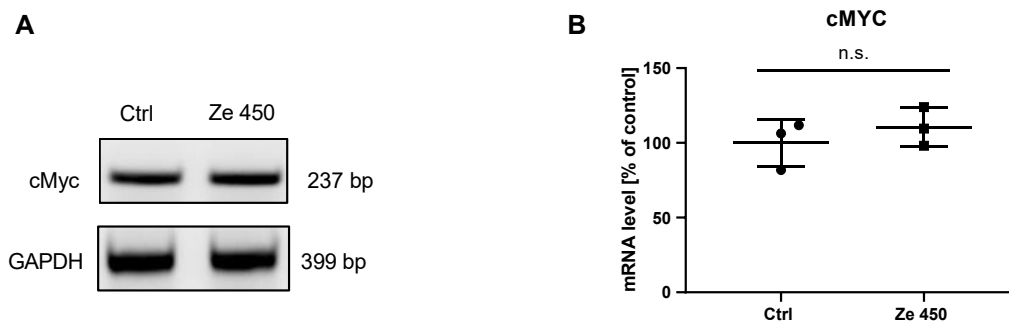 A
Ctrl Ze 450
cMyc 237 bp
GAPDH 399 bp
B
cMYC
n.s.
mRNA level [% of control]
150
100
50
0
Ctrl Ze 450